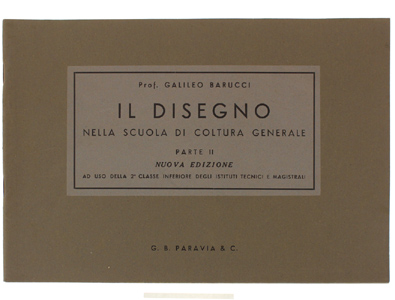 Prof. GALILEO BARUCCI
IL DISEGNO
NELLA SCUOLA DI COLTURA GENERALE
PARTE II
NUOVA EDIZIONE
AD USO DELLA 2ª CLASSE INFERIORE DEGLI ISTITUTI TECNICI E MAGISTRALI
G. B. PARAVIA & C.